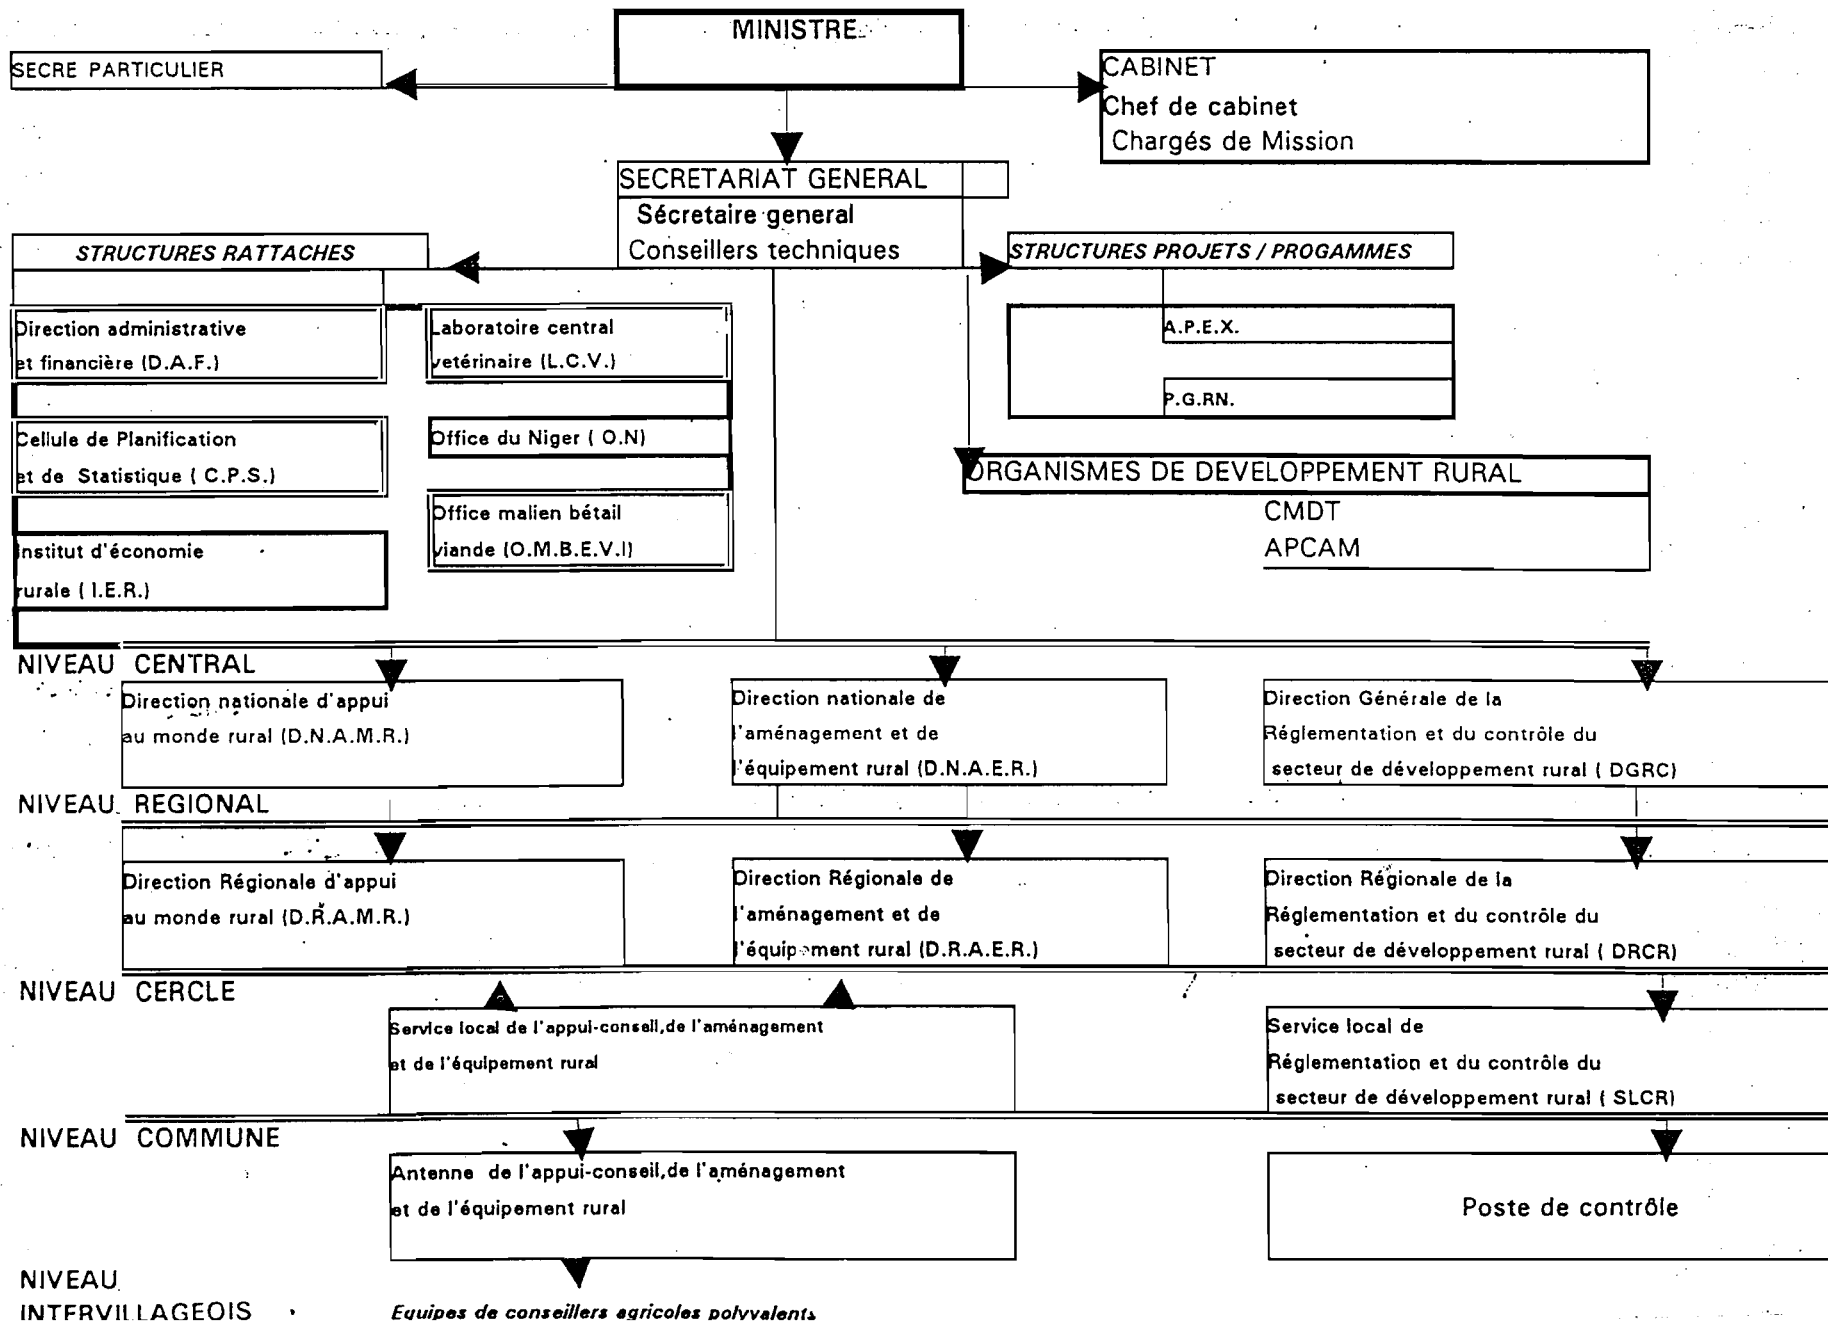 MINISTRE
SECRE PARTICULIER
CABINET
Chef de cabinet
Chargés de Mission
SECRETARIAT GENERAL
Sécretaire general
Conseillers techniques
STRUCTURES RATTACHES
STRUCTURES PROJETS / PROGAMMES
Direction administrative
et financière (D.A.F.)
Laboratoire central
vetérinaire (L.C.V.)
A.P.E.X.
P.G.RN.
Cellule de Planification
et de Statistique ( C.P.S.)
Office du Niger ( O.N)
ORGANISMES DE DEVELOPPEMENT RURAL
CMDT
APCAM
Office malien bétail
viande (O.M.B.E.V.I)
Institut d'économie
rurale ( I.E.R.)
NIVEAU CENTRAL
Direction nationale d'appui
au monde rural (D.N.A.M.R.)
Direction nationale de
l'aménagement et de
l'équipement rural (D.N.A.E.R.)
Direction Générale de la
Réglementation et du contrôle du
secteur de développement rural ( DGRC)
NIVEAU REGIONAL
Direction Régionale d'appui
au monde rural (D.R.A.M.R.)
Direction Régionale de
l'aménagement et de
l'équipement rural (D.R.A.E.R.)
Direction Régionale de la
Réglementation et du contrôle du
secteur de développement rural ( DRCR)
NIVEAU CERCLE
Service local de l'appui-conseil,de l'aménagement
et de l'équipement rural
Service local de
Réglementation et du contrôle du
secteur de développement rural ( SLCR)
NIVEAU COMMUNE
Antenne de l'appui-conseil,de l'aménagement
et de l'équipement rural
Poste de contrôle
NIVEAU
INTERVILLAGEOIS
Equipes de conseillers agricoles polyvalents